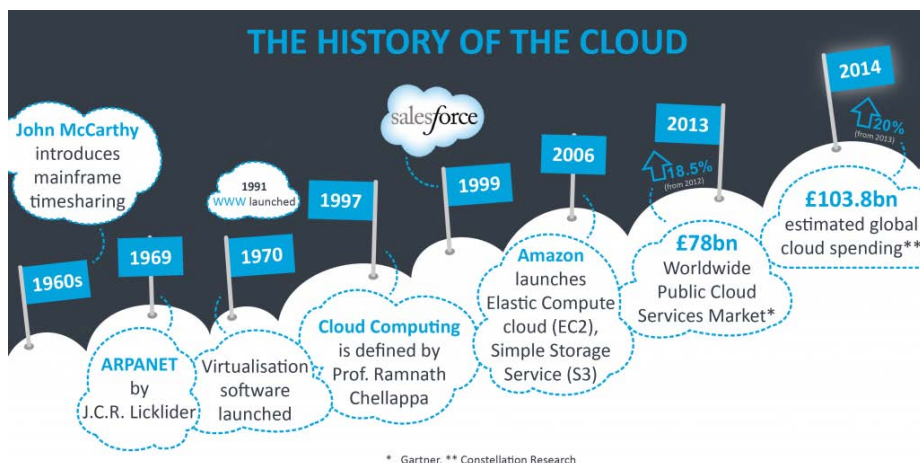 THE HISTORY OF THE CLOUD
1960s
John McCarthy
introduces
mainframe
timesharing
1969
ARPANET
by
J.C.R. Licklider
1970
Virtualisation
software
launched
1991
WWW launched
1997
Cloud Computing
is defined by
Prof. Ramnath
Chellappa
1999
salesforce
2006
Amazon
launches
Elastic Compute
cloud (EC2),
Simple Storage
Service (S3)
2013
18.5%
(from 2012)
£78bn
Worldwide
Public Cloud
Services Market*
2014
20%
(from 2013)
£103.8bn
estimated global
cloud spending**
* Gartner, ** Constellation Research